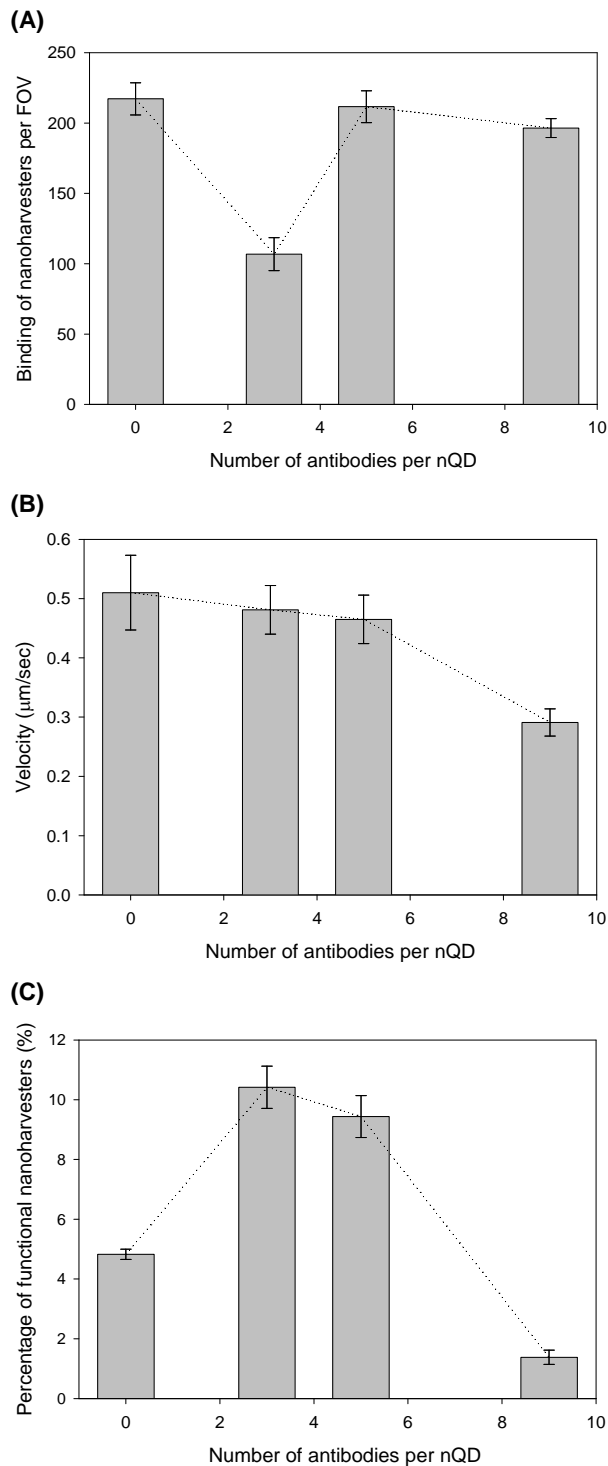 (A)
Binding of nanoharvesters per FOV
250
200
150
100
50
0
0 2 4 6 8 10
Number of antibodies per nQD
(B)
Velocity (μm/sec)
0.6
0.5
0.4
0.3
0.2
0.1
0.0
0 2 4 6 8 10
Number of antibodies per nQD
(C)
Percentage of functional nanoharvesters (%)
12
10
8
6
4
2
0
0 2 4 6 8 10
Number of antibodies per nQD